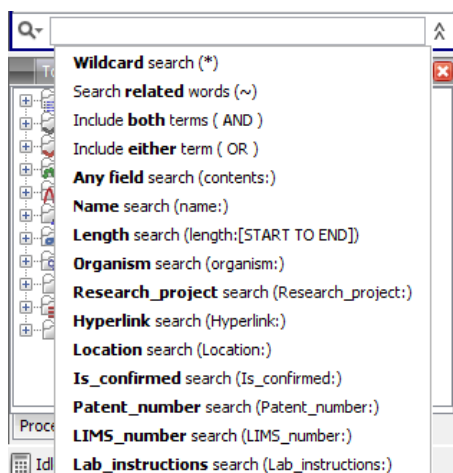 Wildcard search (*)
Search related words (~)
Include both terms ( AND )
Include either term ( OR )
Any field search (contents:)
Name search (name:)
Length search (length:[START TO END])
Organism search (organism:)
Research_project search (Research_project:)
Hyperlink search (Hyperlink:)
Location search (Location:)
Is_confirmed search (Is_confirmed:)
Patent_number search (Patent_number:)
Proce
LIMS_number search (LIMS_number:)
Idl
Lab_instructions search (Lab_instructions:)